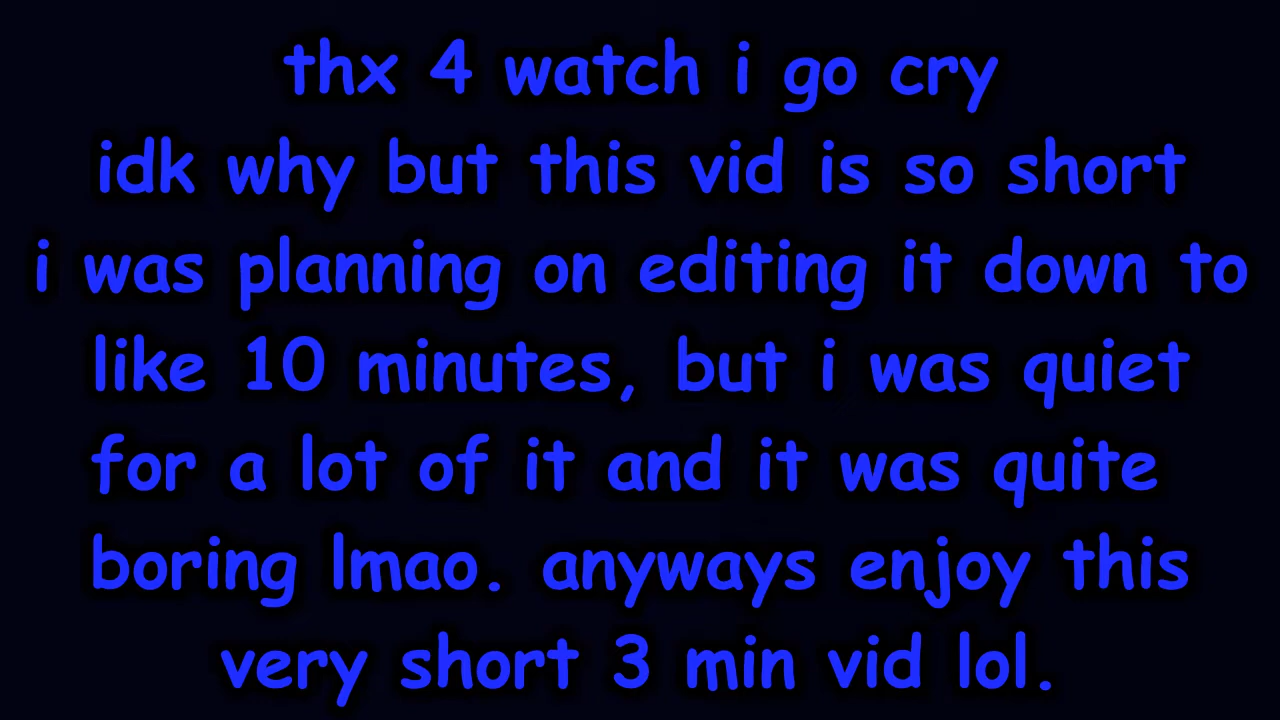 thx 4 watch i go cry
idk why but this vid is so short
i was planning on editing it down to
like 10 minutes, but i was quiet
for a lot of it and it was quite
boring lmao. anyways enjoy this
very short 3 min vid lol.